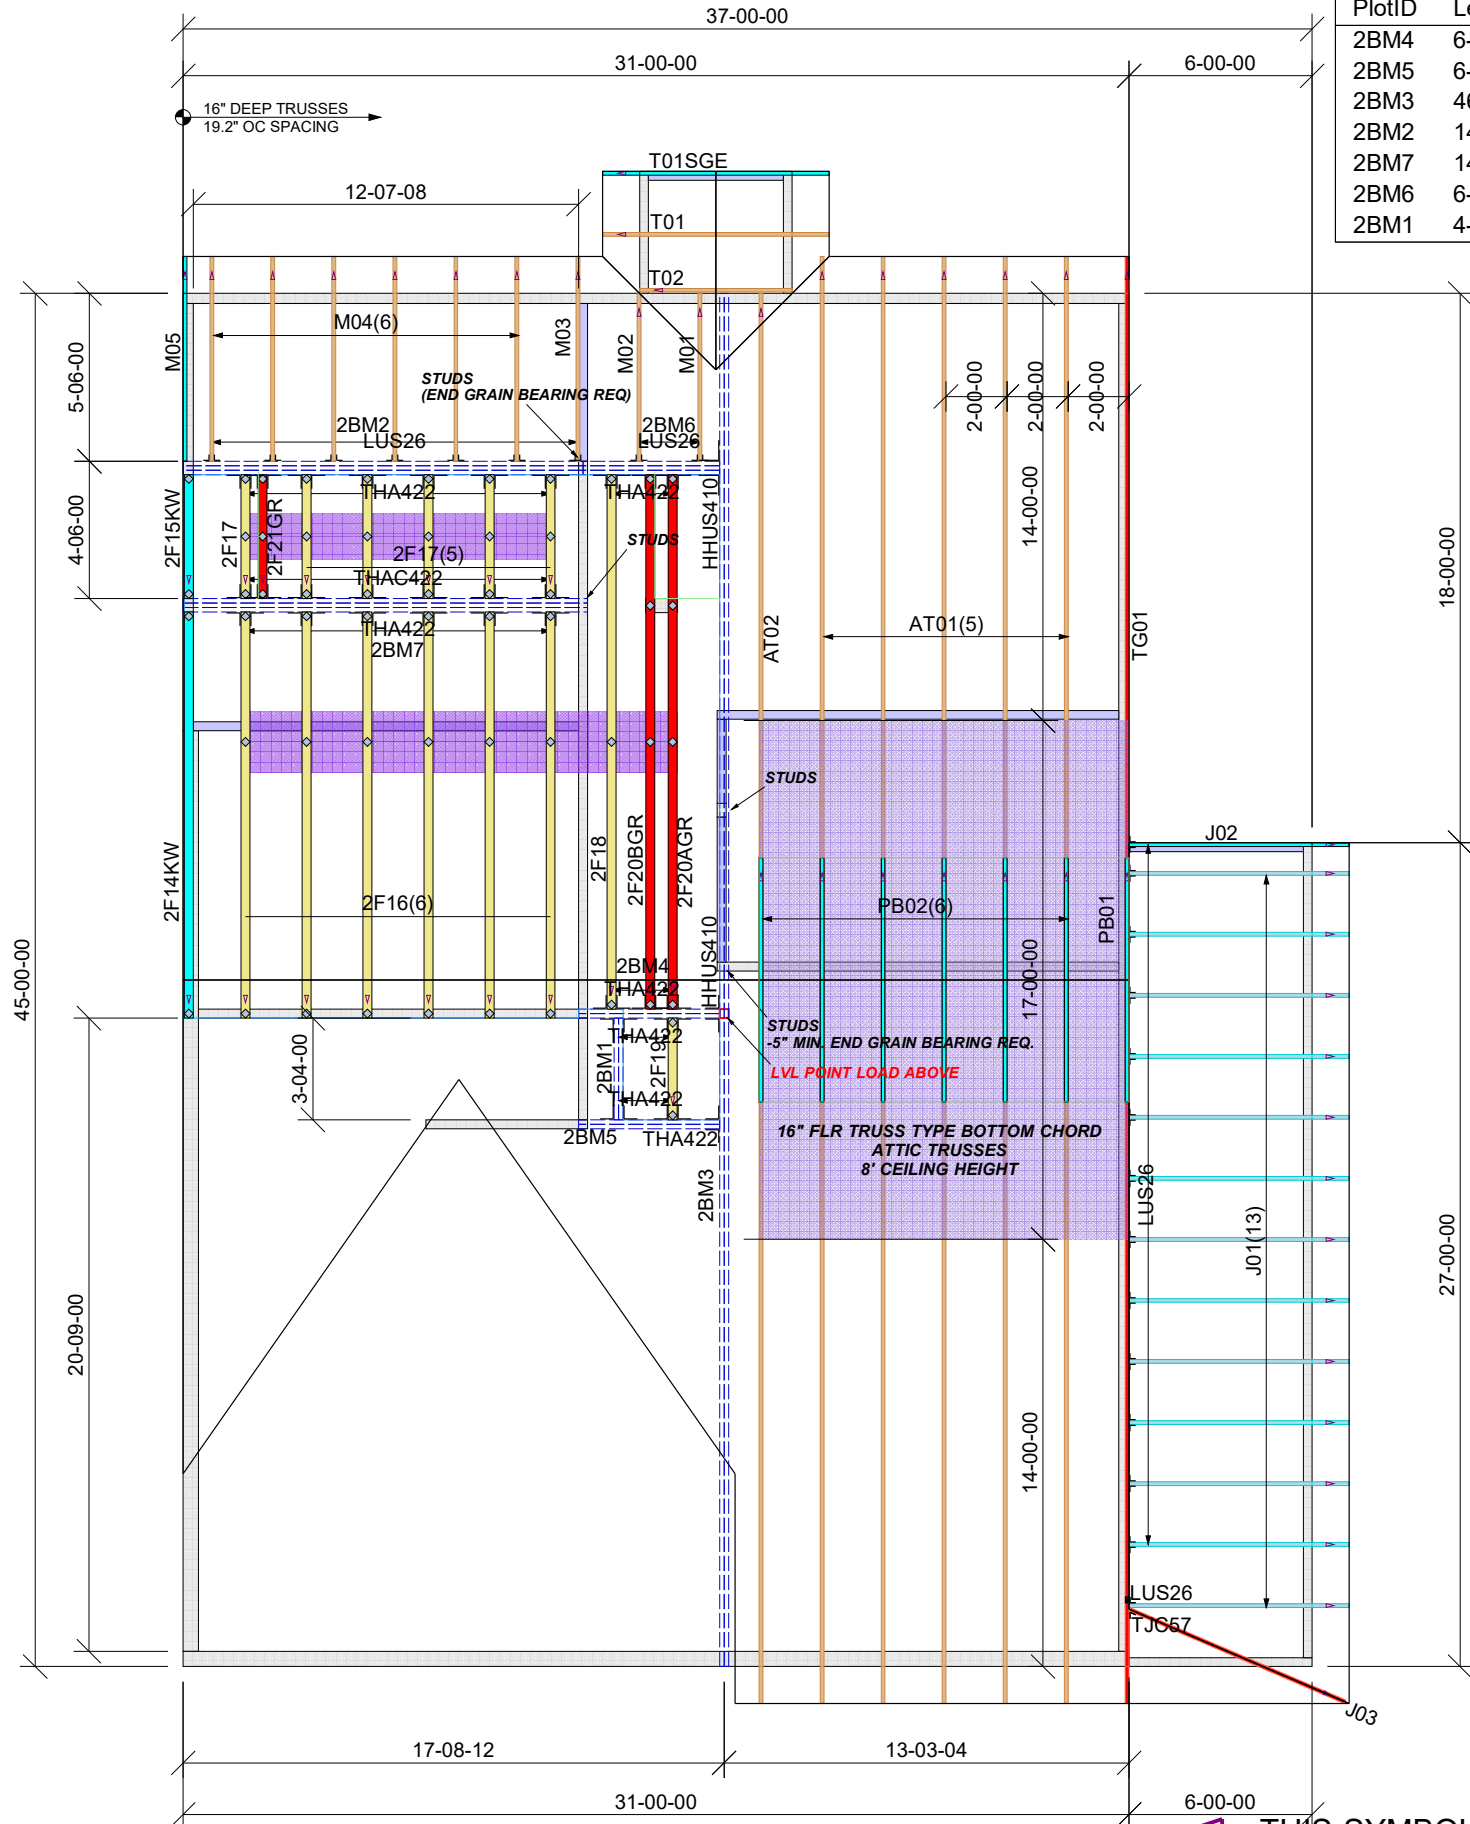 37-00-00
PlotID
2BM4
2BM5
2BM3
2BM2
2BM7
2BM6
2BM1
31-00-00
6-00-00
16" DEEP TRUSSES
19.2" OC SPACING
T01SGE
12-07-08
T01
T02
M04(6)
M05
M03
M02
M01
5-06-00
STUDS
(END GRAIN BEARING REQ)
2-00-00
2-00-00
2-00-00
2BM2
LUS26
2BM6
LUS26
THA422
THA422
4-06-00
2F15KW
2F17
2F21GR
HHUS410
14-00-00
STUDS
2F17(5)
THAC422
THA422
2BM7
AT02
AT01(5)
TG01
18-00-00
STUDS
J02
2F14KW
2F18
2F20BGR
2F20AGR
2F16(6)
PB02(6)
PB01
45-00-00
HHUS410
17-00-00
2BM4
THA422
STUDS
-5" MIN. END GRAIN BEARING REQ.
LVL POINT LOAD ABOVE
THA422
3-04-00
2BM1
2F19
THA422
2BM5
THA422
16" FLR TRUSS TYPE BOTTOM CHORD
ATTIC TRUSSES
8' CEILING HEIGHT
2BM3
LUS26
J01(13)
27-00-00
20-09-00
14-00-00
LUS26
TJC57
J03
17-08-12
13-03-04
31-00-00
6-00-00
THIS SYMBOL